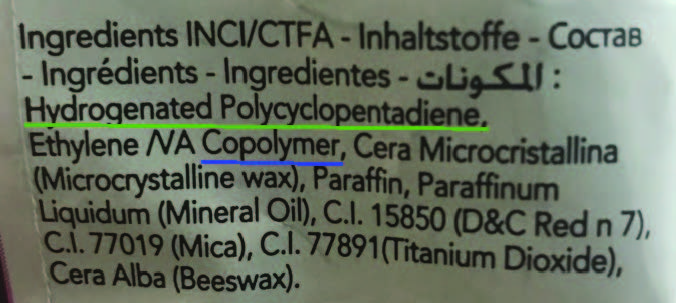 Ingredients INCI/CTFA - Inhaltstoffe - Состав
- Ingrédients - Ingredientes - المكونات :
Hydrogenated Polycyclopentadiene,
Ethylene /VA Copolymer, Cera Microcristallina
(Microcrystalline wax), Paraffin, Paraffinum
Liquidum (Mineral Oil), C.I. 15850 (D&C Red n 7),
C.I. 77019 (Mica), C.I. 77891(Titanium Dioxide),
Cera Alba (Beeswax).